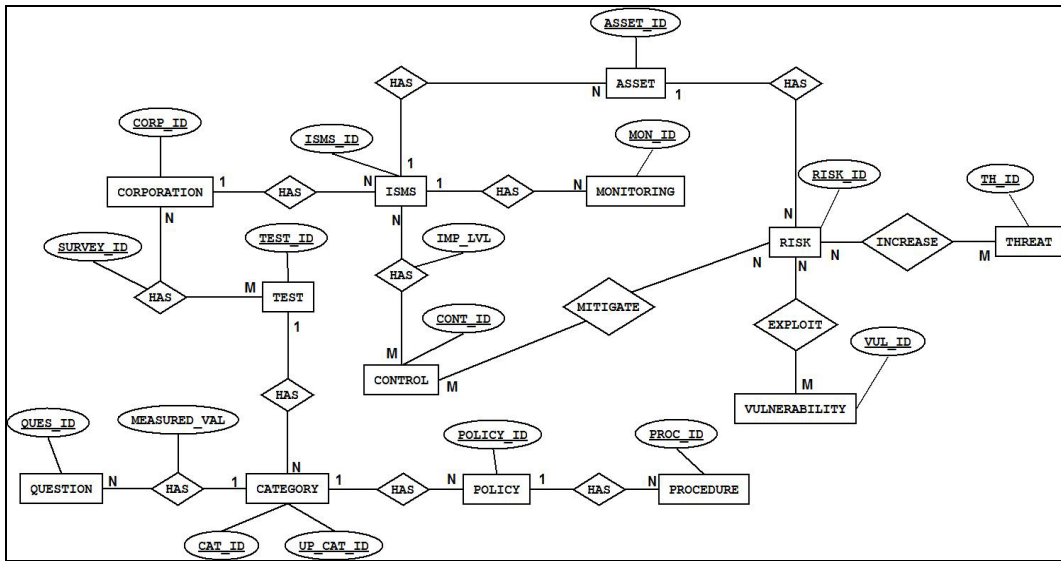 ASSET_ID
HAS
N
ASSET
1
HAS
CORP_ID
ISMS_ID
MON_ID
1
RISK_ID
TH_ID
CORPORATION
1
HAS
N
ISMS
1
HAS
N
MONITORING
N
N
N
SURVEY_ID
TEST_ID
IMP_LVL
RISK
N
INCREASE
M
THREAT
N
N
HAS
M
TEST
HAS
MITIGATE
1
CONT_ID
EXPLOIT
VUL_ID
M
CONTROL
M
M
HAS
VULNERABILITY
QUES_ID
MEASURED_VAL
POLICY_ID
PROC_ID
N
QUESTION
N
HAS
1
CATEGORY
1
HAS
N
POLICY
1
HAS
N
PROCEDURE
CAT_ID
UP_CAT_ID